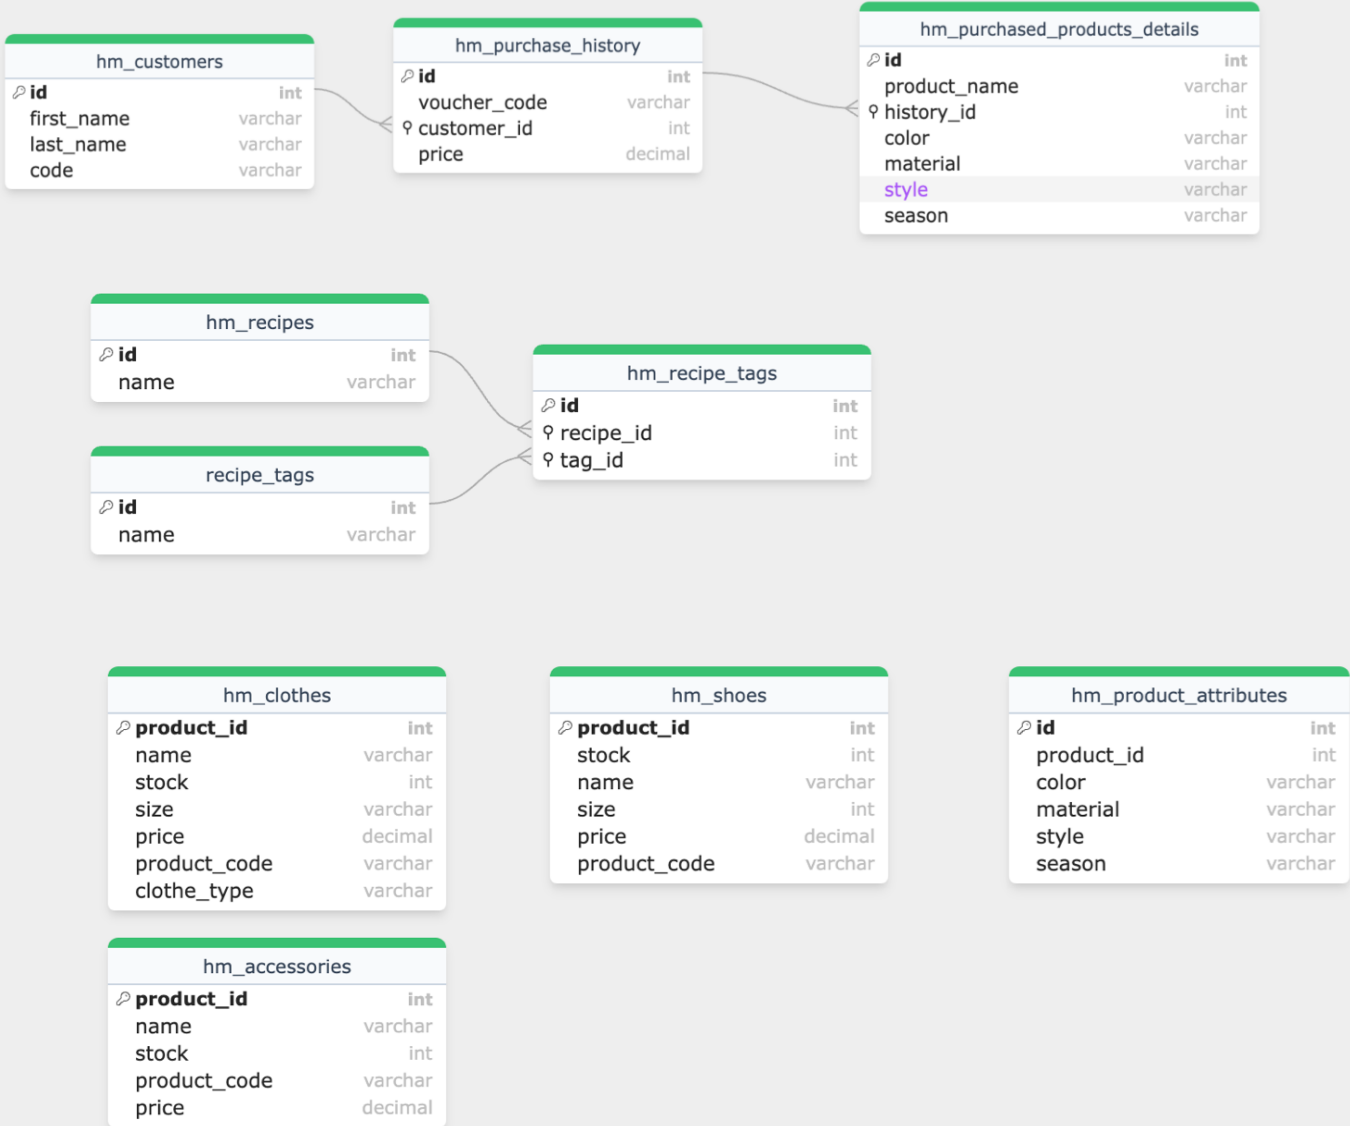 hm_customers
id int
first_name varchar
last_name varchar
code varchar
hm_purchase_history
id int
voucher_code varchar
customer_id int
price decimal
hm_purchased_products_details
id int
product_name varchar
history_id int
color varchar
material varchar
style varchar
season varchar
hm_recipes
id int
name varchar
recipe_tags
id int
name varchar
hm_recipe_tags
id int
recipe_id int
tag_id int
hm_clothes
product_id int
name varchar
stock int
size varchar
price decimal
product_code varchar
clothe_type varchar
hm_shoes
product_id int
stock int
name varchar
size int
price decimal
product_code varchar
hm_product_attributes
id int
product_id int
color varchar
material varchar
style varchar
season varchar
hm_accessories
product_id int
name varchar
stock int
product_code varchar
price decimal